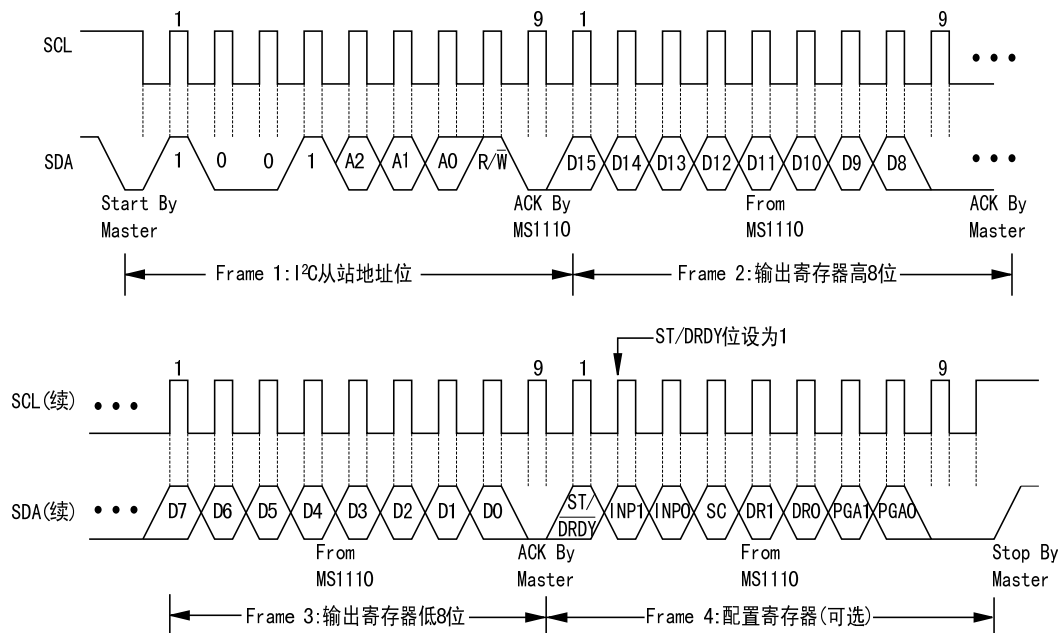 1 9 1 9
SCL
SDA 1 0 0 1 A2 A1 A0 R/W̅ D15 D14 D13 D12 D11 D10 D9 D8
Start By Master
ACK By MS1110
From MS1110
ACK By Master
Frame 1:I²C从站地址位
Frame 2:输出寄存器高8位
ST/DRDY位设为1
1 9 1 9
SCL(续)
SDA(续) D7 D6 D5 D4 D3 D2 D1 D0 ST/D̅R̅D̅Y̅ INP1 INP0 SC DR1 DR0 PGA1 PGA0
From MS1110
ACK By Master
From MS1110
Stop By Master
Frame 3:输出寄存器低8位
Frame 4:配置寄存器(可选)